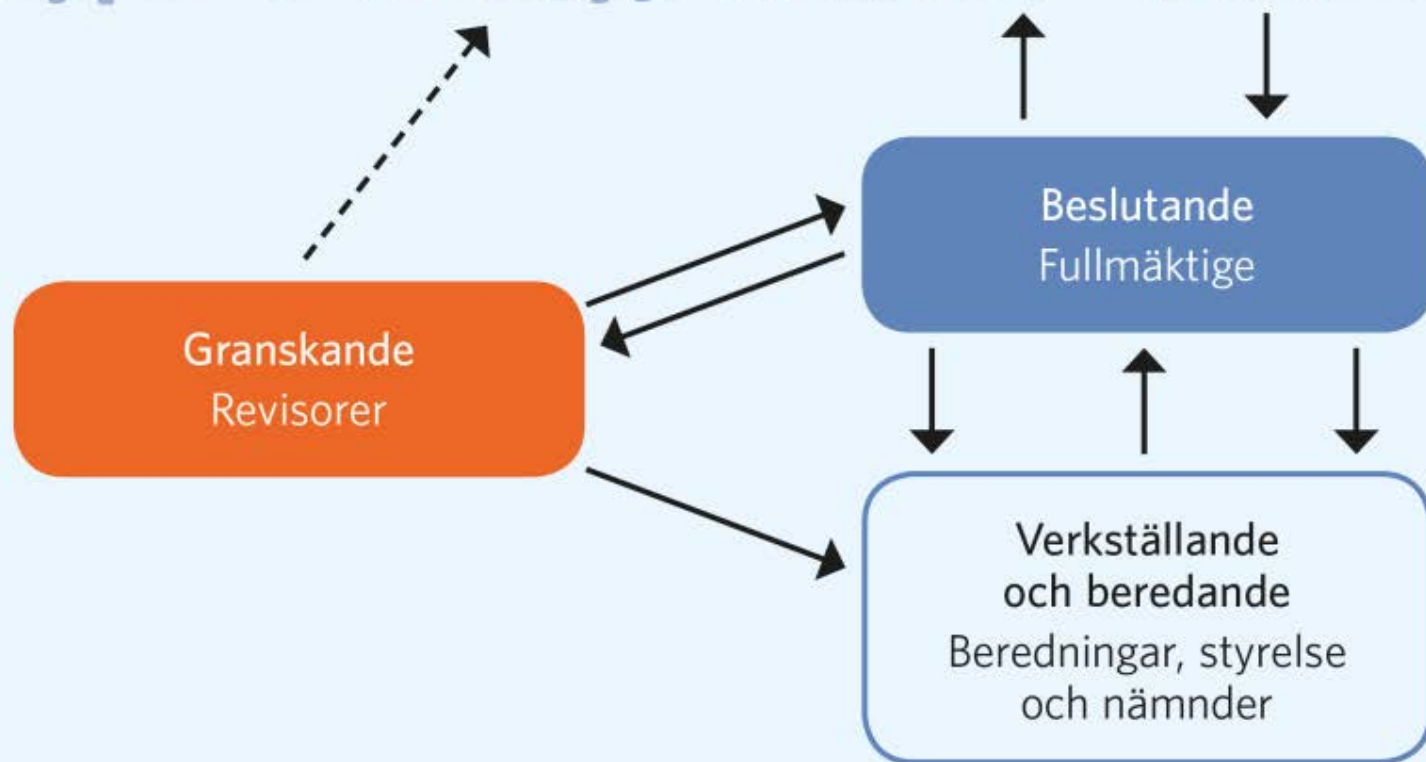 Granskande
Revisorer
Beslutande
Fullmäktige
Verkställande
och beredande
Beredningar, styrelse
och nämnder